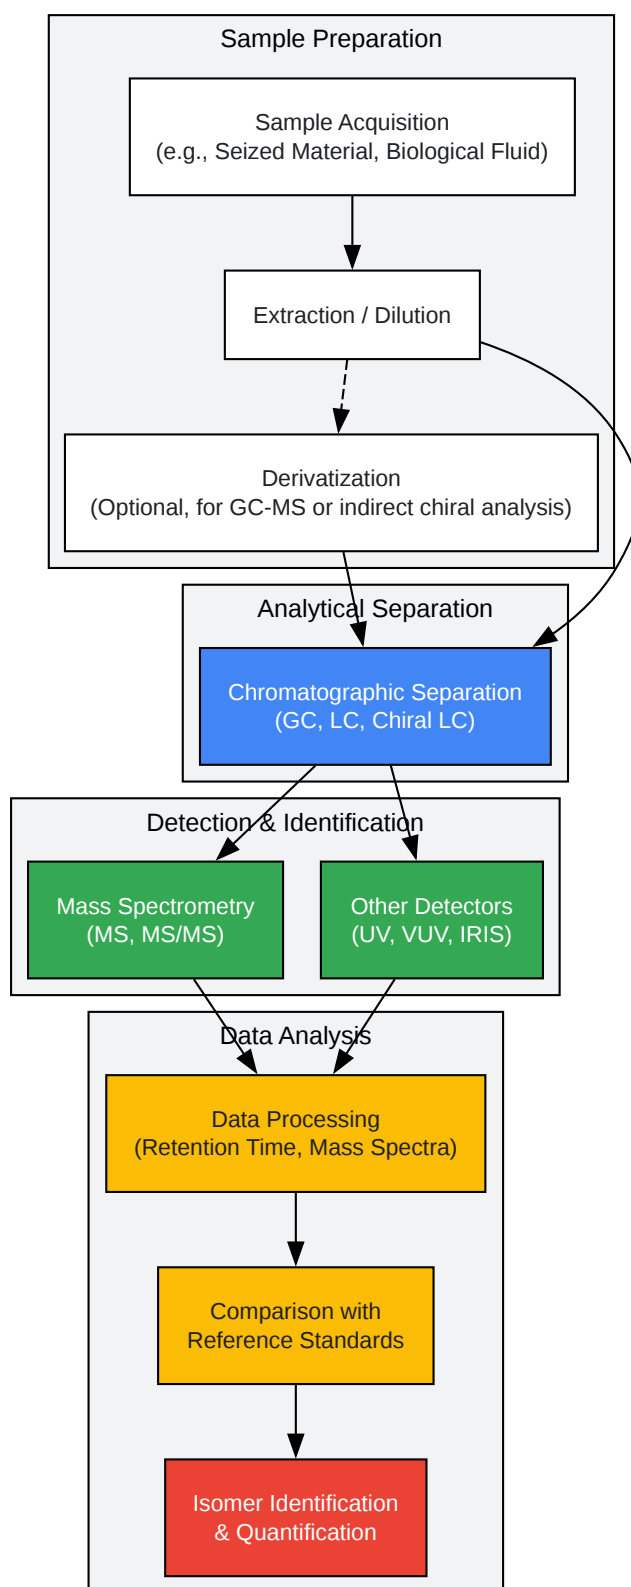 Sample Preparation
Sample Acquisition
(e.g., Seized Material, Biological Fluid)
Extraction / Dilution
Derivatization
(Optional, for GC-MS or indirect chiral analysis)
Analytical Separation
Chromatographic Separation
(GC, LC, Chiral LC)
Detection & Identification
Mass Spectrometry
(MS, MS/MS)
Other Detectors
(UV, VUV, IRIS)
Data Analysis
Data Processing
(Retention Time, Mass Spectra)
Comparison with
Reference Standards
Isomer Identification
& Quantification